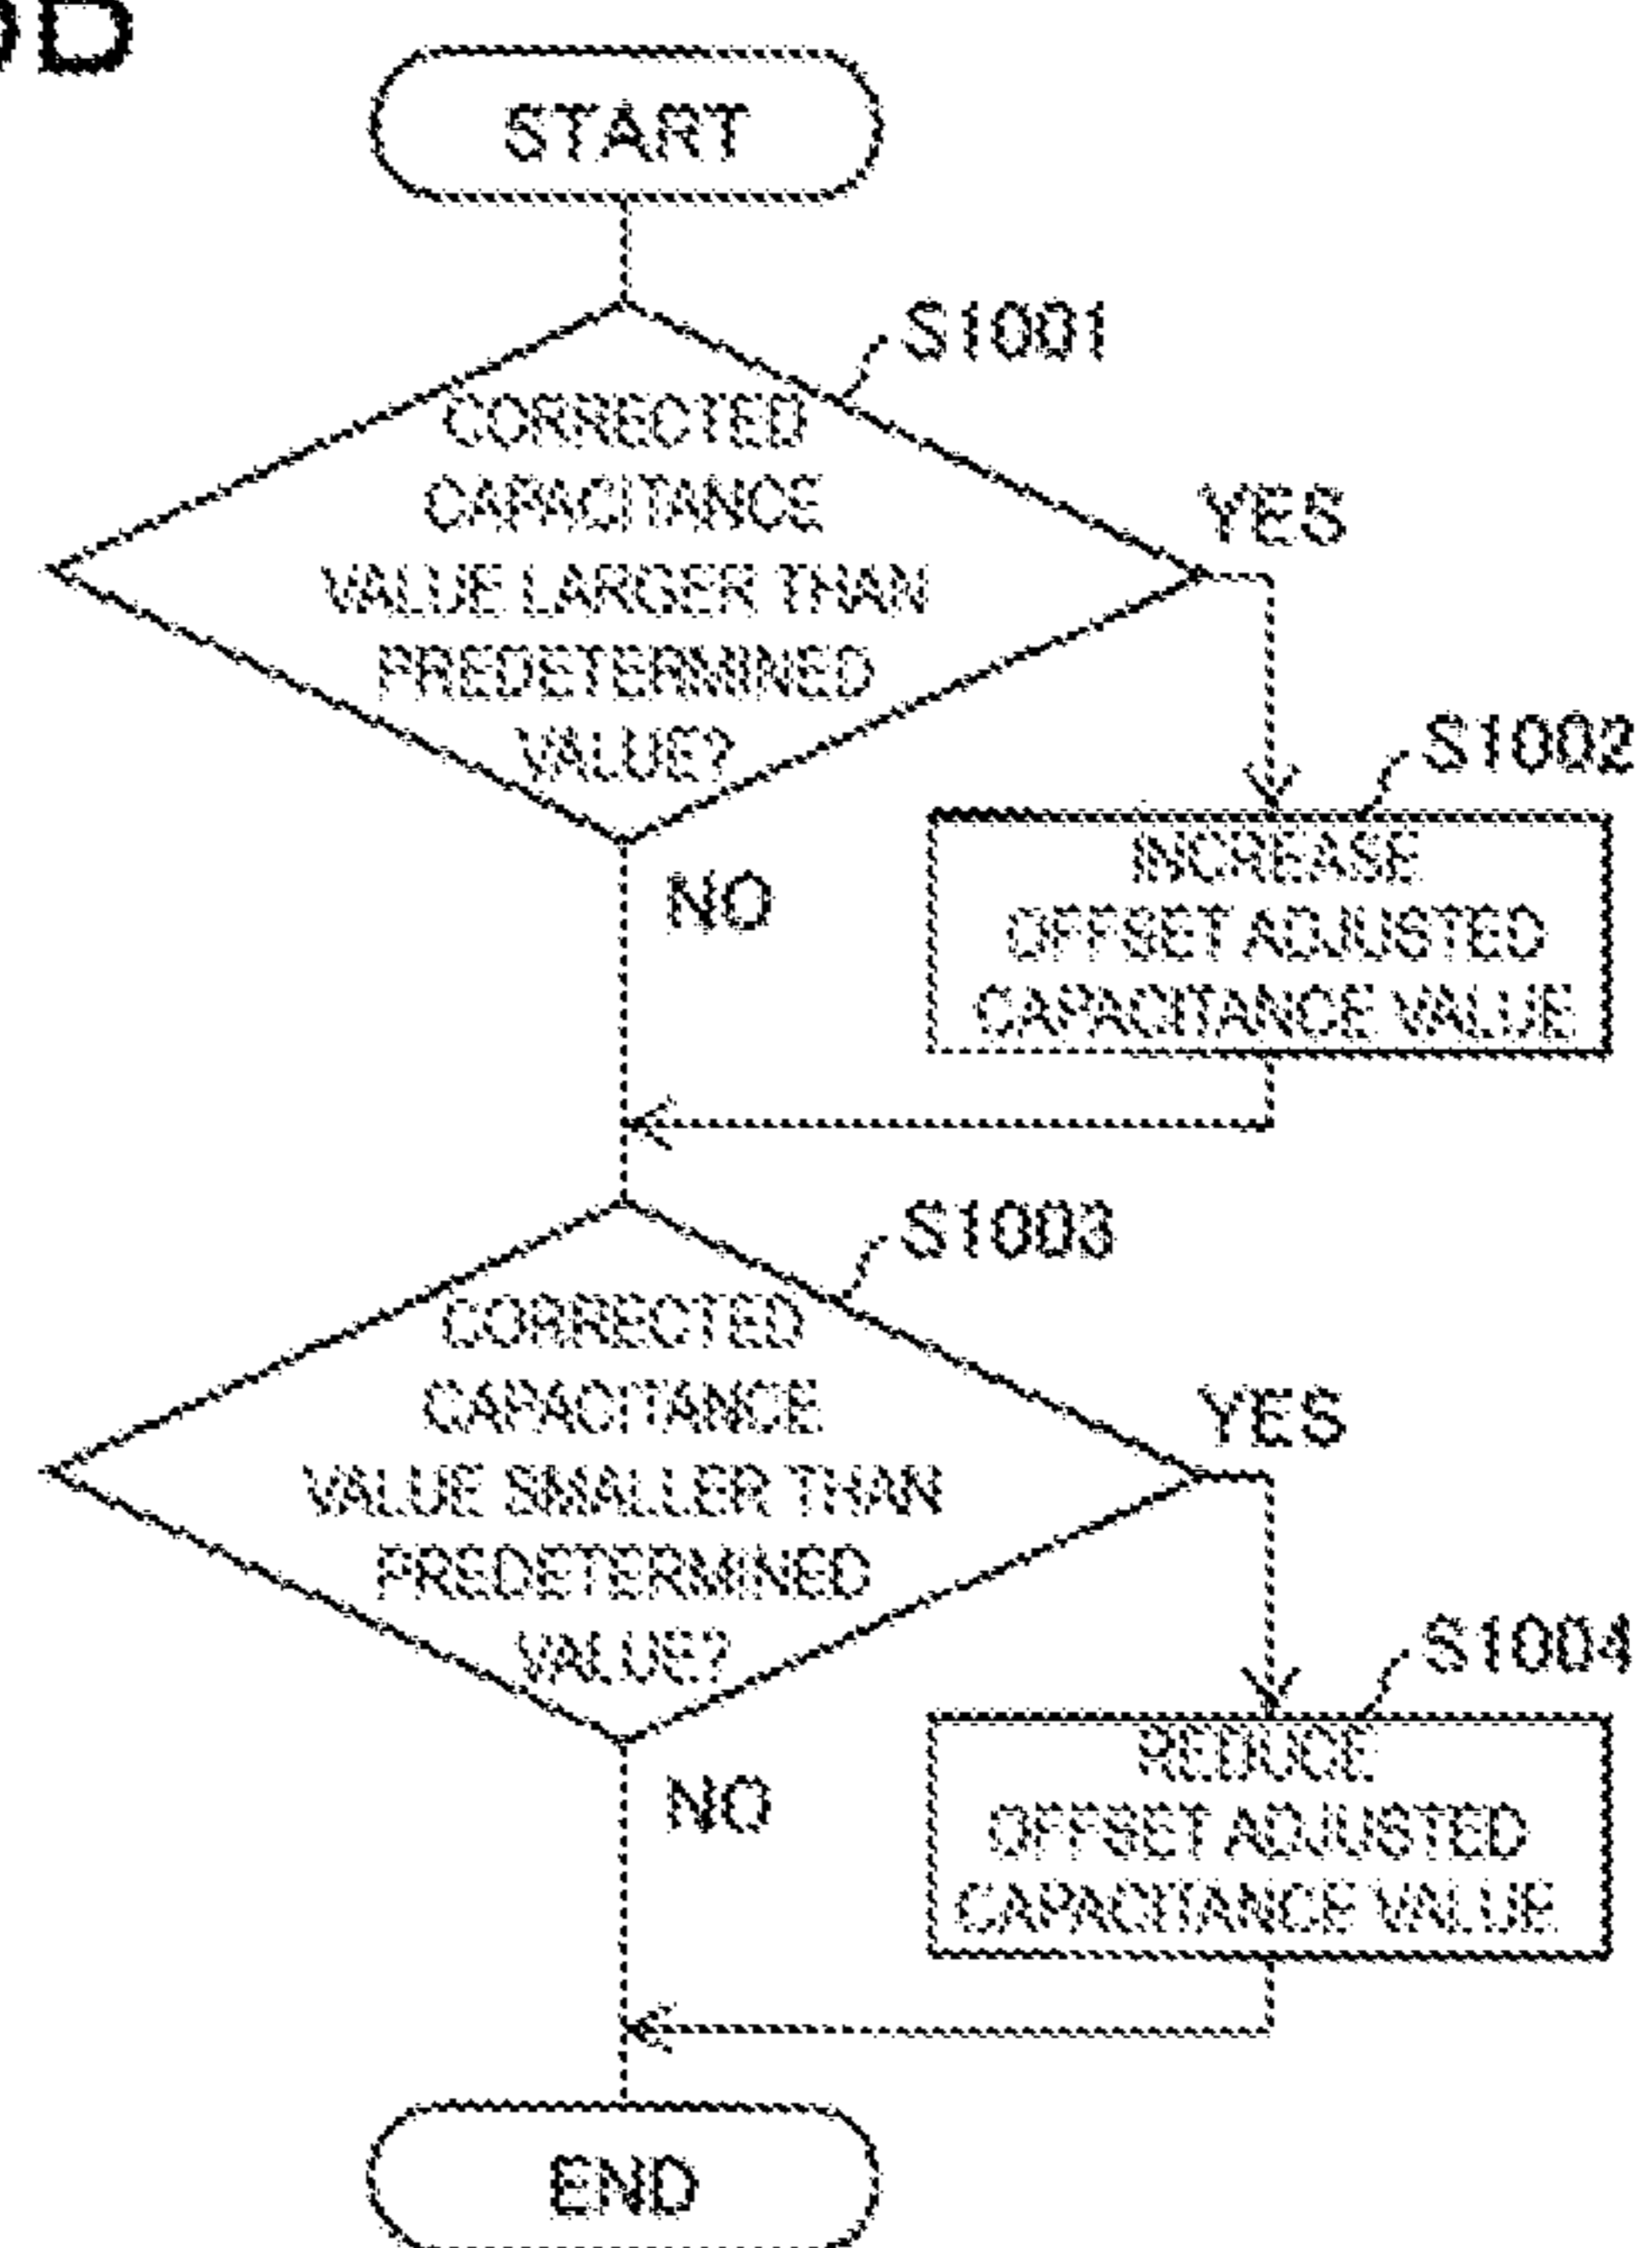 START
S1001
CORRECTED
CAPACITANCE
VALUE LARGER THAN
PREDETERMINED
VALUE?
YES
NO
S1002
INCREASE
OFFSET ADJUSTED
CAPACITANCE VALUE
S1003
CORRECTED
CAPACITANCE
VALUE SMALLER THAN
PREDETERMINED
VALUE?
YES
NO
S1004
REDUCE
OFFSET ADJUSTED
CAPACITANCE VALUE
END